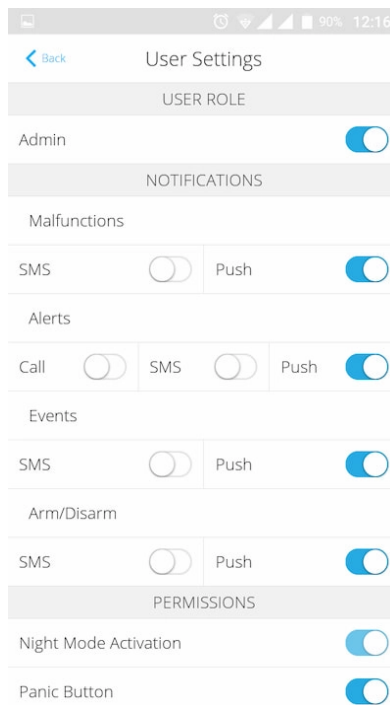 90% 12:16
Back User Settings
USER ROLE
Admin
NOTIFICATIONS
Malfunctions
SMS Push
Alerts
Call SMS Push
Events
SMS Push
Arm/Disarm
SMS Push
PERMISSIONS
Night Mode Activation
Panic Button